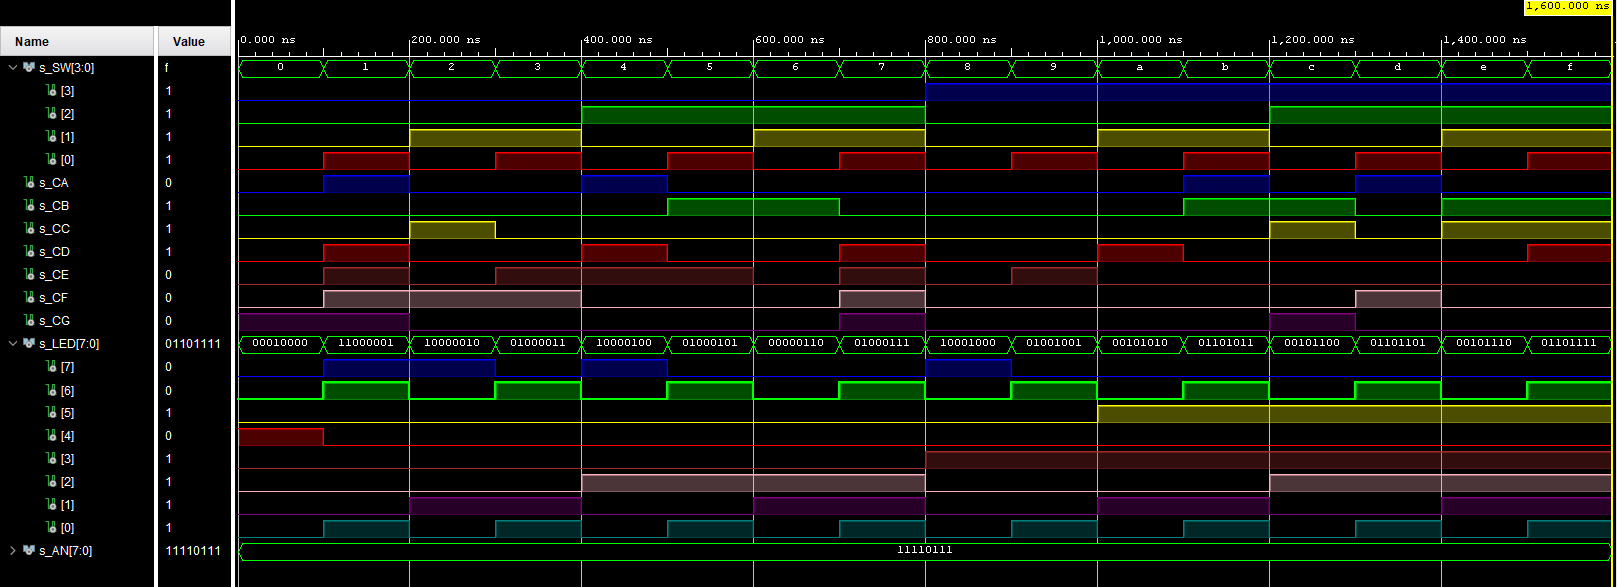 1,600.000 ns
Name Value
0.000 ns 200.000 ns 400.000 ns 600.000 ns 800.000 ns 1,000.000 ns 1,200.000 ns 1,400.000 ns
s_SW[3:0] f 0 1 2 3 4 5 6 7 8 9 a b c d e f
[3] 1
[2] 1
[1] 1
[0] 1
s_CA 0
s_CB 1
s_CC 1
s_CD 1
s_CE 0
s_CF 0
s_CG 0
s_LED[7:0] 01101111 00010000 11000001 10000010 01000011 10000100 01000101 00000110 01000111 10001000 01001001 00101010 01101011 00101100 01101101 00101110 01101111
[7] 0
[6] 0
[5] 1
[4] 0
[3] 1
[2] 1
[1] 1
[0] 1
s_AN[7:0] 11110111 11110111